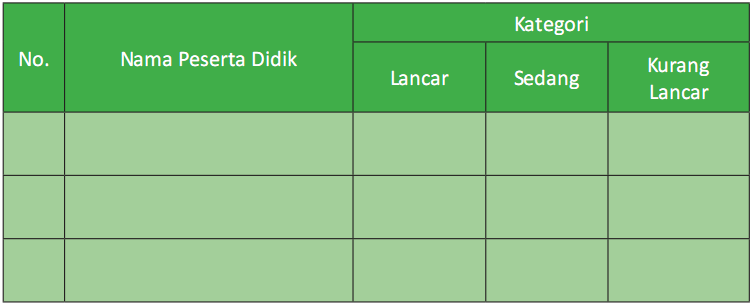 No.
Nama Peserta Didik
Kategori
Lancar
Sedang
Kurang
Lancar